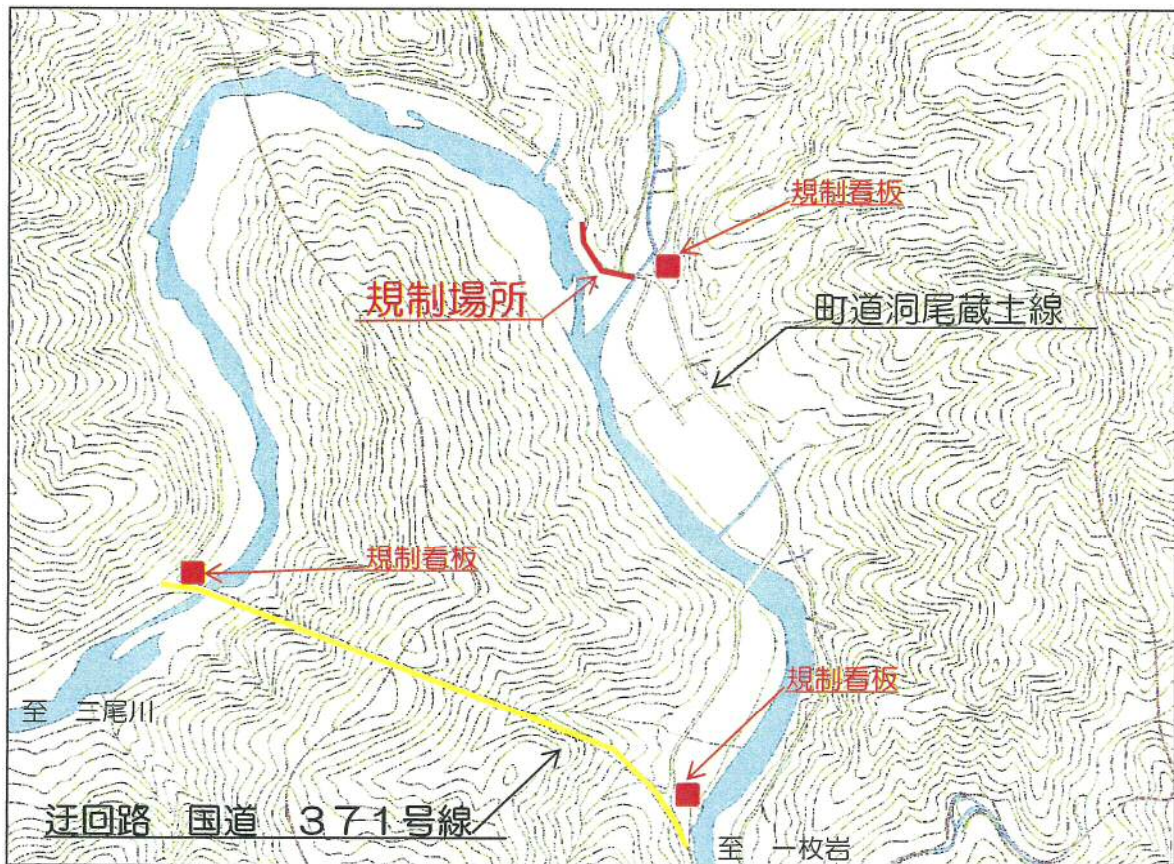 規制看板
規制場所
町道洞尾蔵土線
規制看板
規制看板
至 三尾川
迂回路 国道 371号線
至 一枚岩